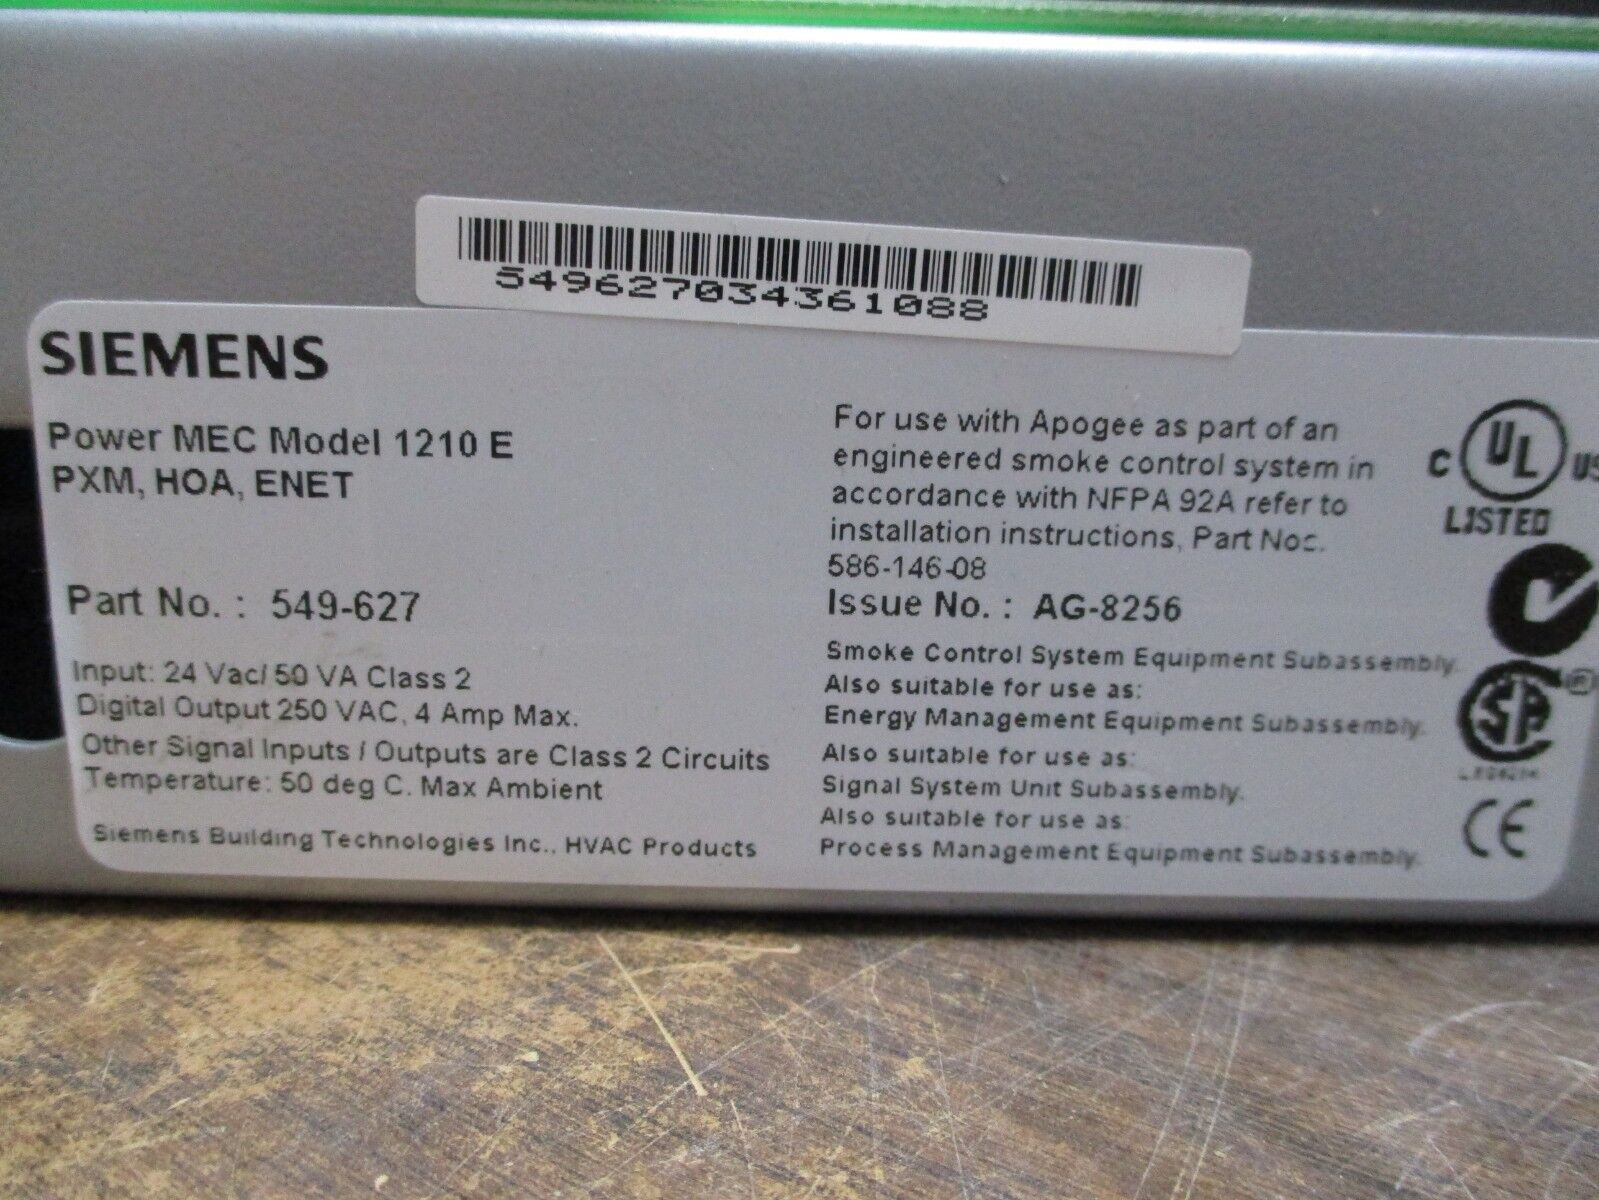 549627034361088
SIEMENS
Power MEC Model 1210 E
PXM, HOA, ENET
Part No. : 549-627
Input: 24 Vac/ 50 VA Class 2
Digital Output 250 VAC, 4 Amp Max.
Other Signal Inputs / Outputs are Class 2 Circuits
Temperature: 50 deg C. Max Ambient
Siemens Building Technologies Inc., HVAC Products
For use with Apogee as part of an
engineered smoke control system in
accordance with NFPA 92A refer to
installation instructions, Part Nos.
586-146-08
Issue No. : AG-8256
Smoke Control System Equipment Subassembly.
Also suitable for use as:
Energy Management Equipment Subassembly.
Also suitable for use as:
Signal System Unit Subassembly.
Also suitable for use as:
Process Management Equipment Subassembly.
C UL US
LISTED
SA ®
CE